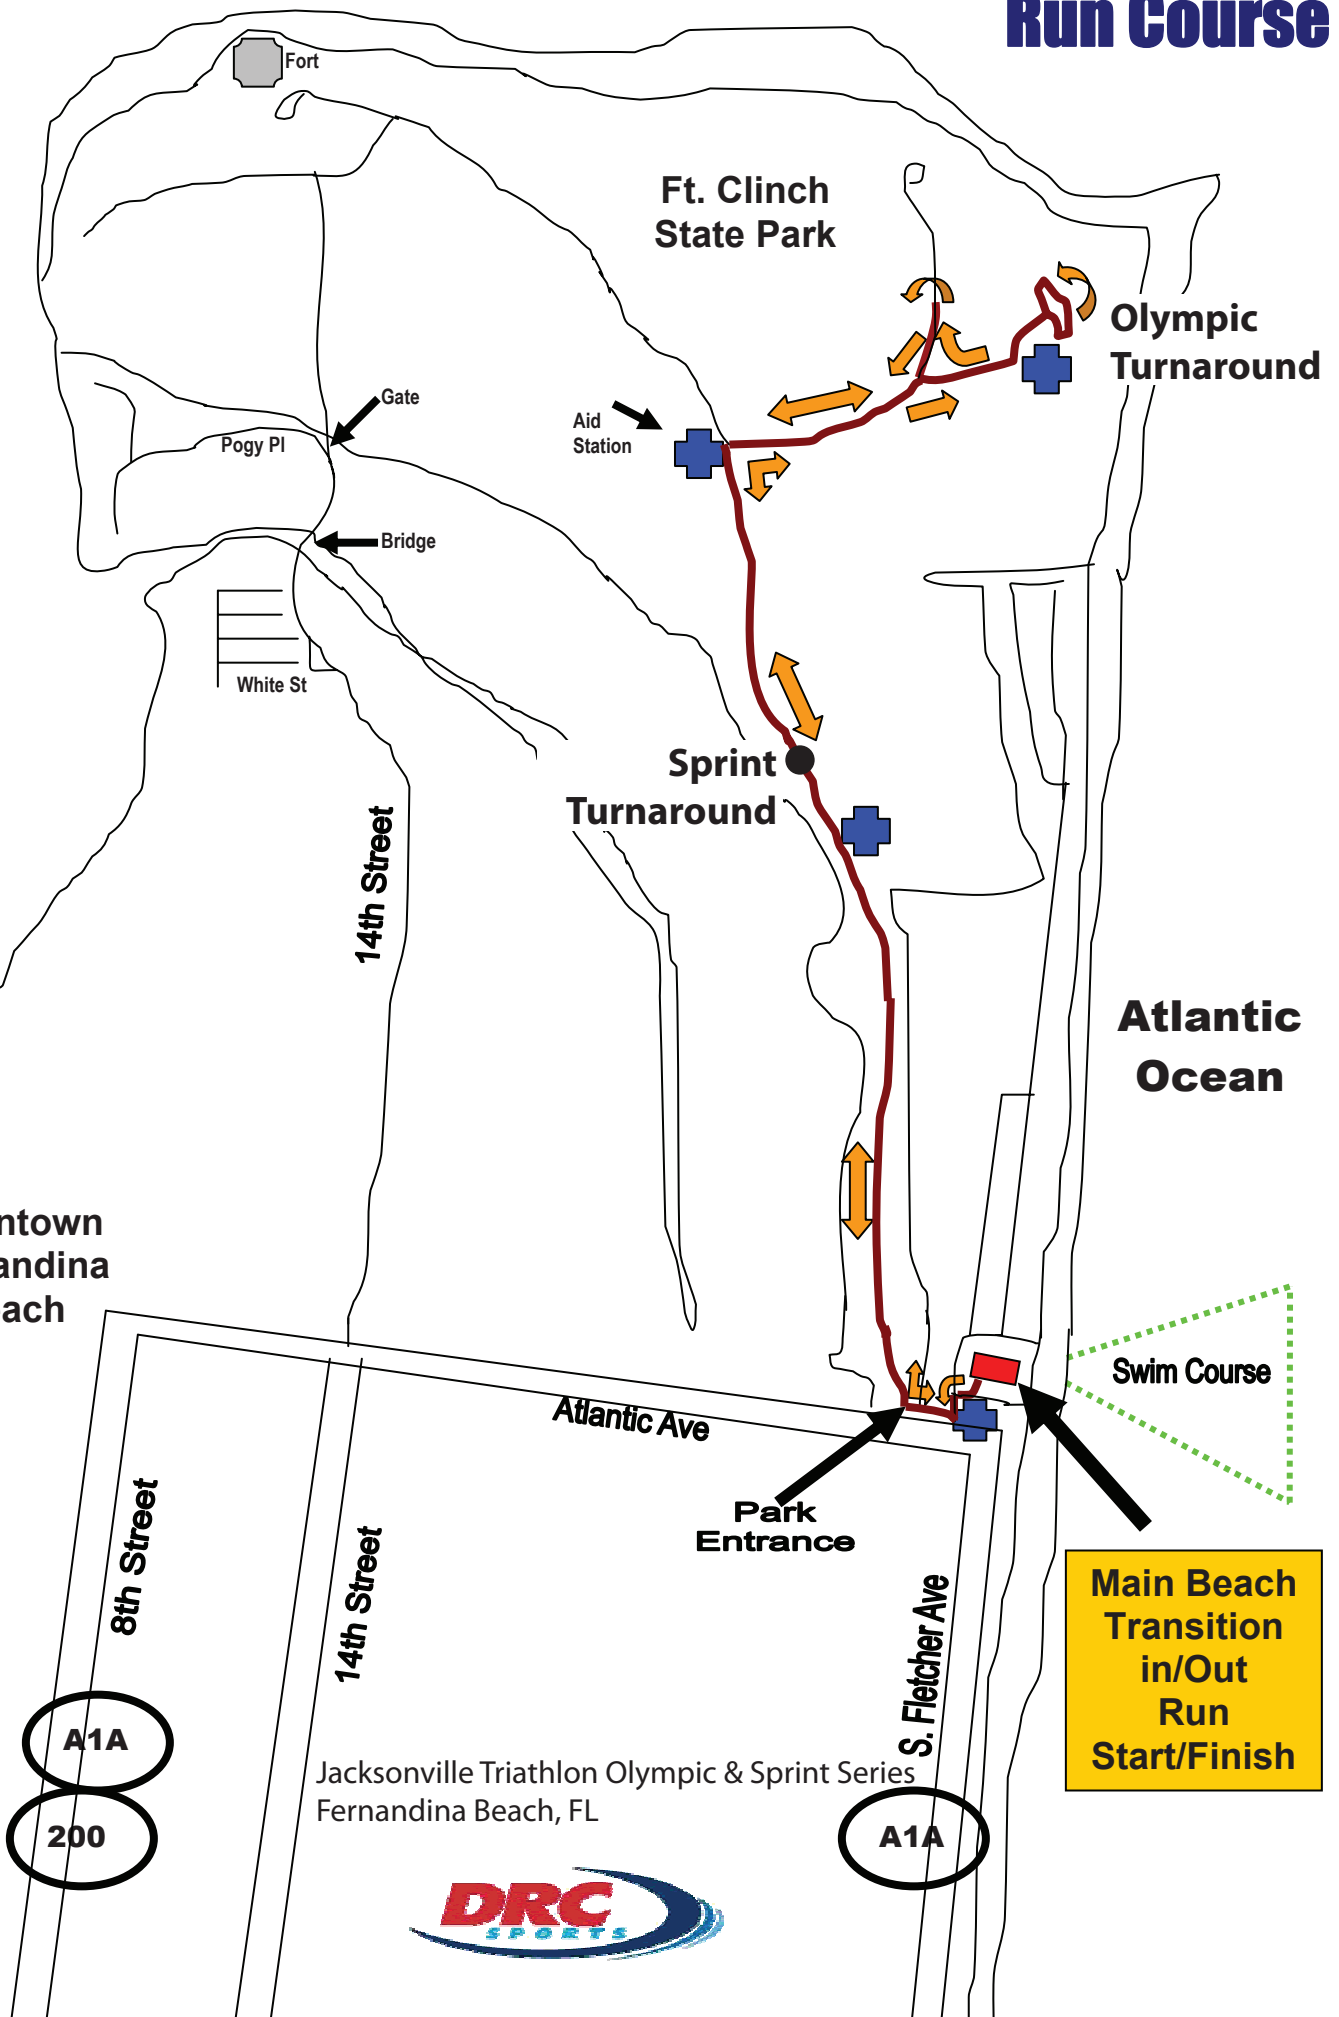 Run Course
Fort
Ft. Clinch
State Park
Olympic
Turnaround
Gate
Aid
Station
Pogy Pl
Bridge
White St
Sprint
Turnaround
14th Street
Atlantic
Ocean
ntown
andina
ach
Swim Course
Atlantic Ave
Park
Entrance
8th Street
14th Street
S. Fletcher Ave
Main Beach
Transition
in/Out
Run
Start/Finish
A1A
200
Jacksonville Triathlon Olympic & Sprint Series
Fernandina Beach, FL
A1A
DRC
SPORTS